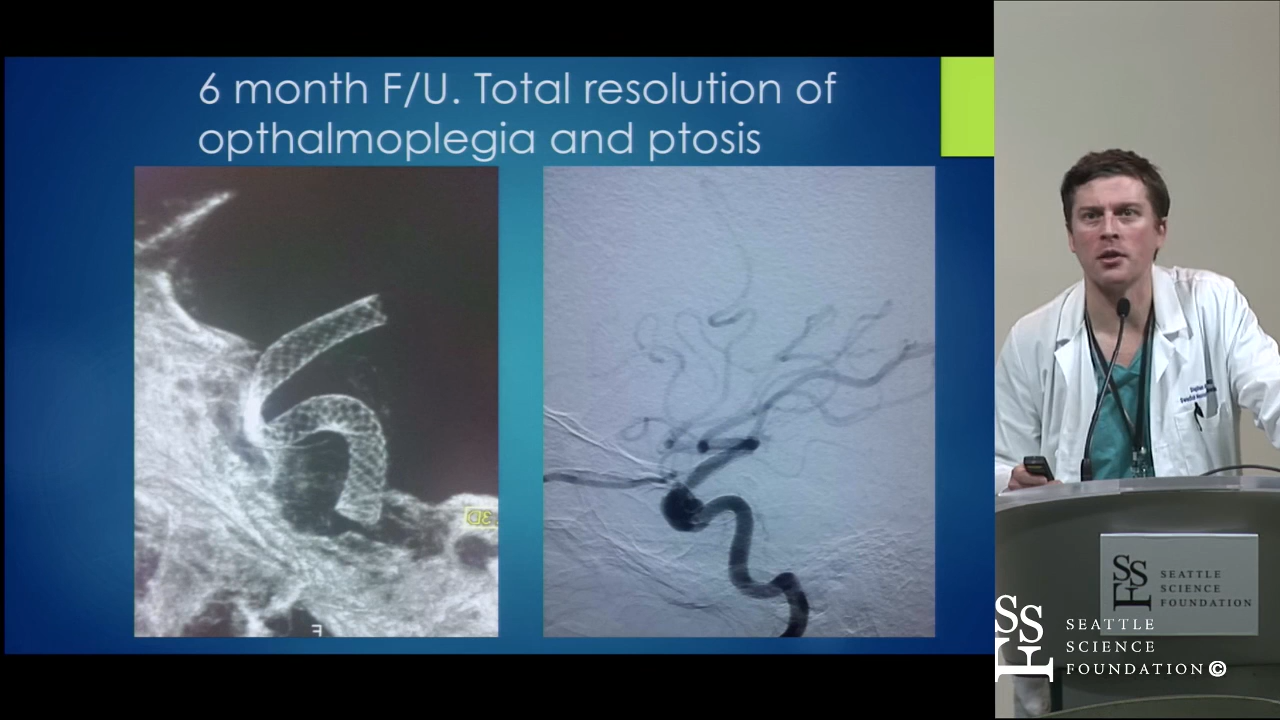 6 month F/U. Total resolution of
opthalmoplegia and ptosis
SEATTLE
SCIENCE
FOUNDATION
SEATTLE
SCIENCE
FOUNDATION©